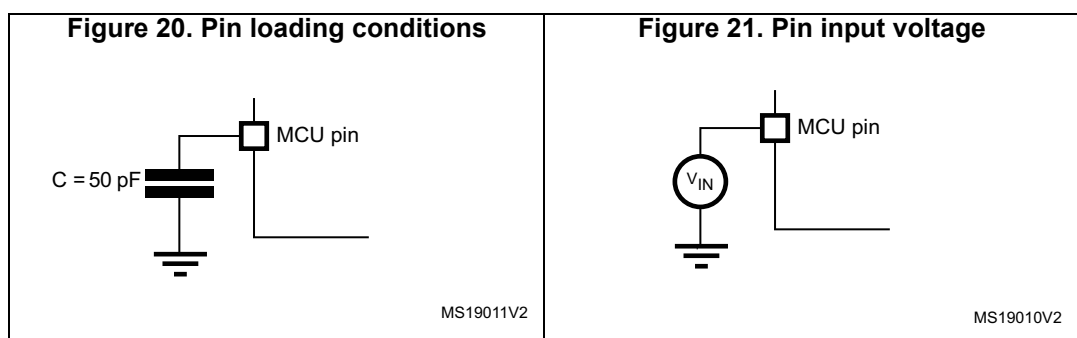 Figure 20. Pin loading conditions
MCU pin
C = 50 pF
MS19011V2
Figure 21. Pin input voltage
MCU pin
VIN
MS19010V2